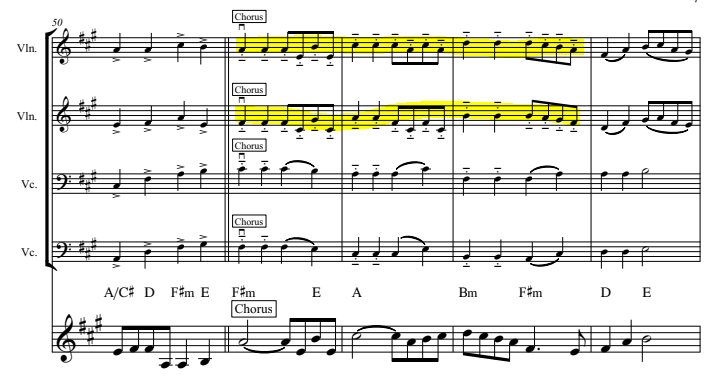 50
Chorus
Vln.
Chorus
Vln.
Chorus
Vc.
Chorus
Vc.
A/C♯ D F♯m E F♯m E A Bm F♯m D E
Chorus